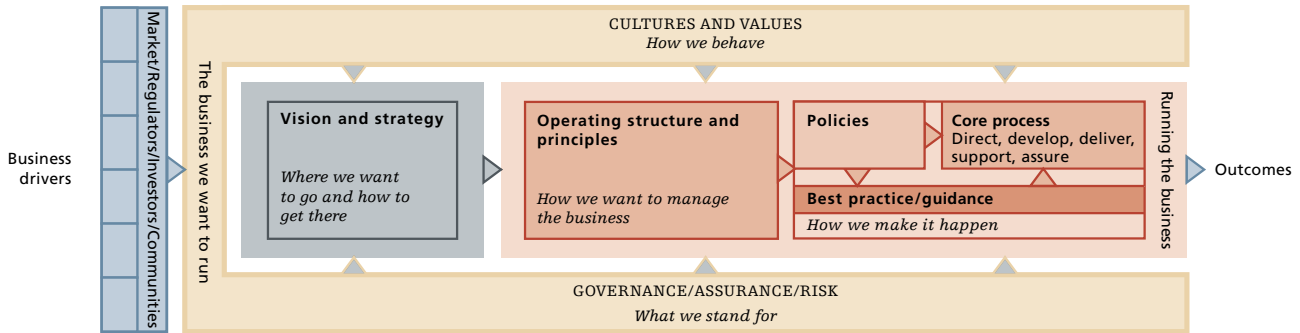 Business
drivers
Market/Regulators/Investors/Communities
The business we want to run
CULTURES AND VALUES
How we behave
Vision and strategy
Where we want
to go and how to
get there
Operating structure and
principles
How we want to manage
the business
Policies
Core process
Direct, develop, deliver,
support, assure
Best practice/guidance
How we make it happen
Running the business
Outcomes
GOVERNANCE/ASSURANCE/RISK
What we stand for